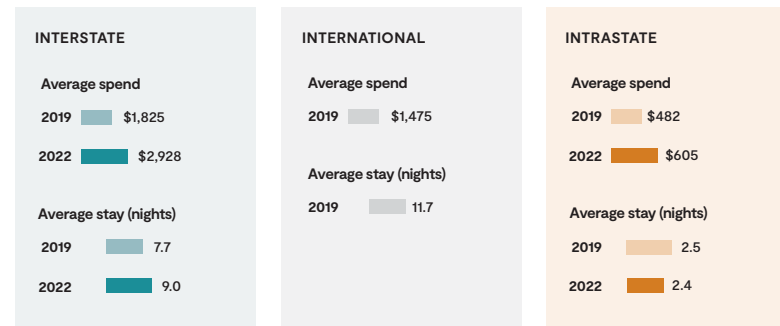 INTERSTATE
Average spend
2019 $1,825
2022 $2,928
Average stay (nights)
2019 7.7
2022 9.0
INTERNATIONAL
Average spend
2019 $1,475
Average stay (nights)
2019 11.7
INTRASTATE
Average spend
2019 $482
2022 $605
Average stay (nights)
2019 2.5
2022 2.4